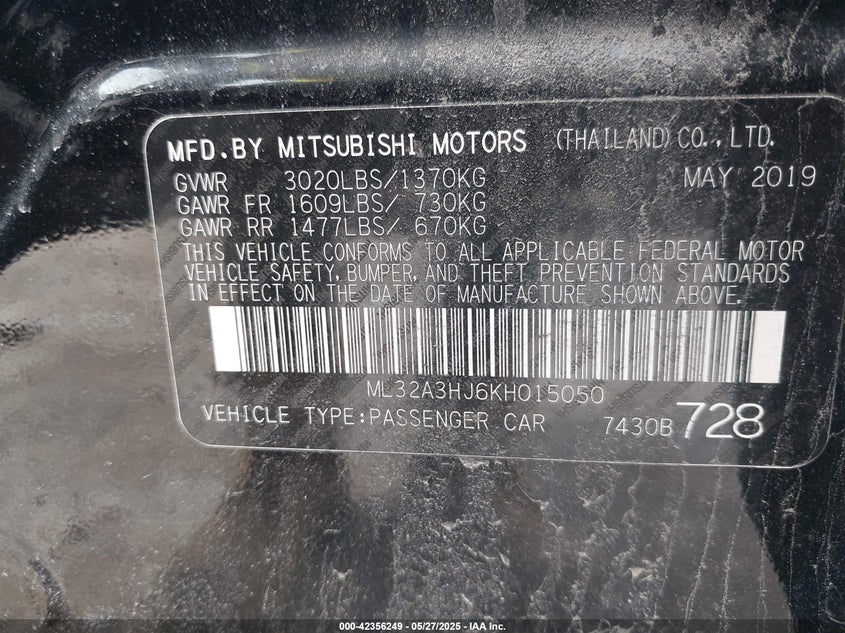 MFD.BY MITSUBISHI MOTORS (THAILAND) CO., LTD.
GVWR 3020LBS/1370KG MAY 2019
GAWR FR 1609LBS/ 730KG
GAWR RR 1477LBS/ 670KG
THIS VEHICLE CONFORMS TO ALL APPLICABLE FEDERAL MOTOR
VEHICLE SAFETY, BUMPER, AND THEFT PREVENTION STANDARDS
IN EFFECT ON THE DATE OF MANUFACTURE SHOWN ABOVE.
ML32A3HJ6KH015050
VEHICLE TYPE:PASSENGER CAR 7430B 728
000-42356249 - 05/27/2025 - IAA Inc.